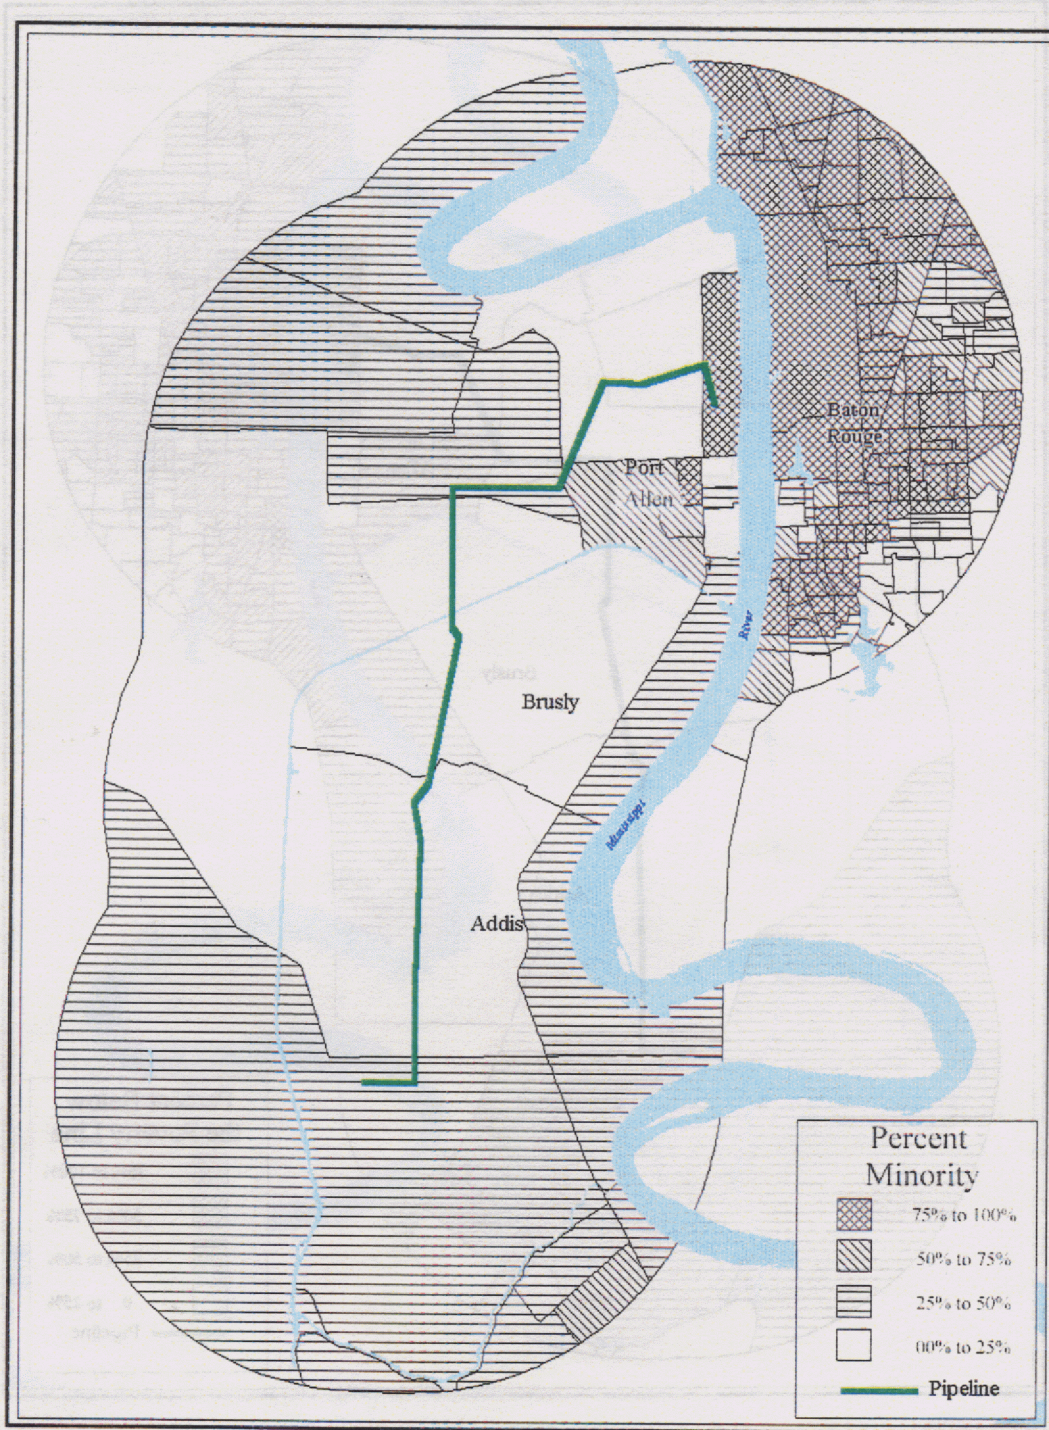 Baton
Rouge
Port
Allen
River
Brusly
Mississippi
Addis
Percent
Minority
75% to 100%
50% to 75%
25% to 50%
00% to 25%
Pipeline